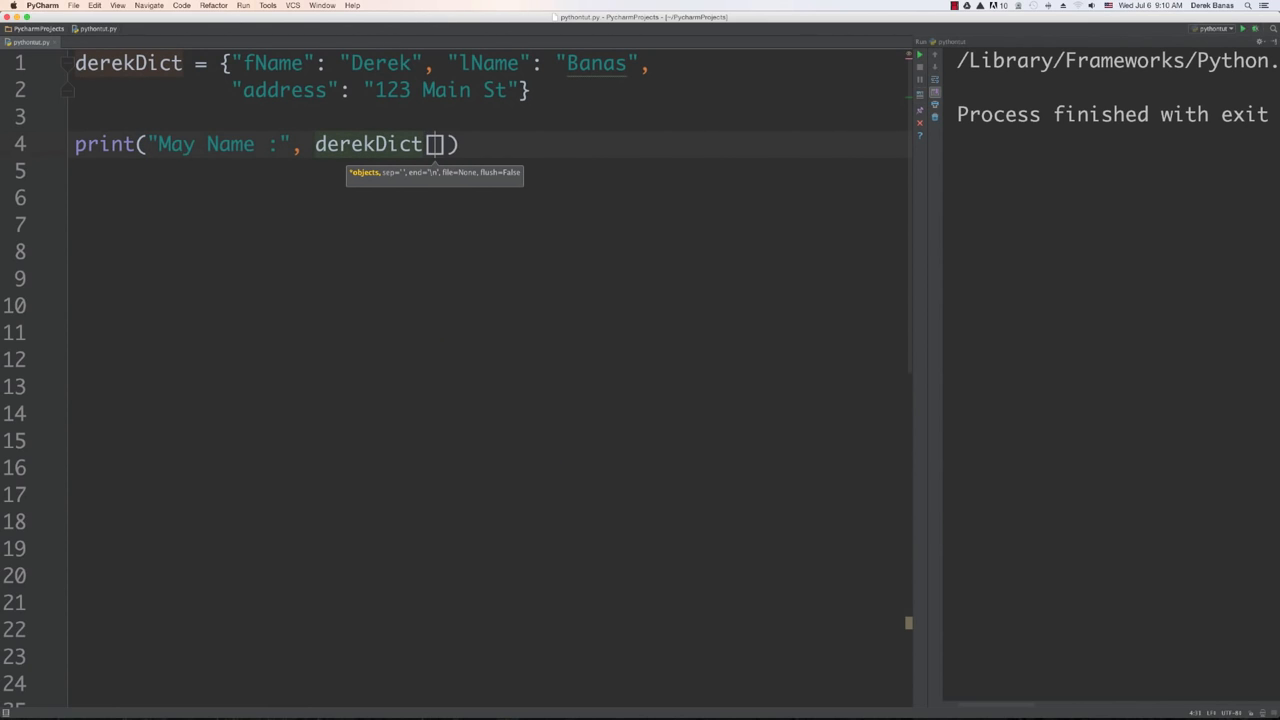 PyCharm File Edit View Navigate Code Refactor Run Tools VCS Window Help 10 Wed Jul 6 9:10 AM Derek Banas
pythontut.py - PyCharmProjects - [~/PycharmProjects]
PycharmProjects pythontut.py pythontut
pythontut.py Run: pythontut
1 derekDict = {"fName": "Derek", "lName": "Banas",
2 "address": "123 Main St"}
3
4 print("May Name :", derekDict[])
*objects, sep=' ', end='\n', file=None, flush=False
5
6
7
8
9
10
11
12
13
14
15
16
17
18
19
20
21
22
23
24
/Library/Frameworks/Python.
Process finished with exit
4:31 LF÷ UTF-8÷